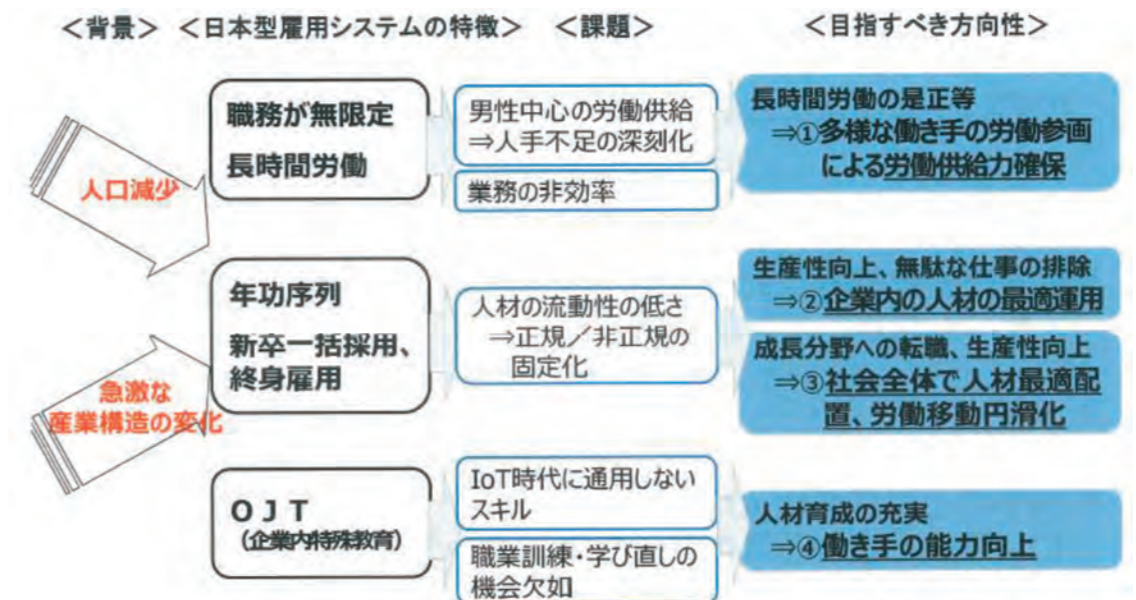 ＜背景＞ ＜日本型雇用システムの特徴＞ ＜課題＞ ＜目指すべき方向性＞
人口減少
急激な
産業構造の変化
職務が無限定
長時間労働
男性中心の労働供給
⇒人手不足の深刻化
業務の非効率
長時間労働の是正等
⇒①多様な働き手の労働参画
による労働供給力確保
年功序列
新卒一括採用、
終身雇用
人材の流動性の低さ
⇒正規／非正規の
固定化
生産性向上、無駄な仕事の排除
⇒②企業内の人材の最適運用
成長分野への転職、生産性向上
⇒③社会全体で人材最適配
置、労働移動円滑化
ＯＪＴ
（企業内特殊教育）
IoT時代に通用しない
スキル
職業訓練・学び直しの
機会欠如
人材育成の充実
⇒④働き手の能力向上